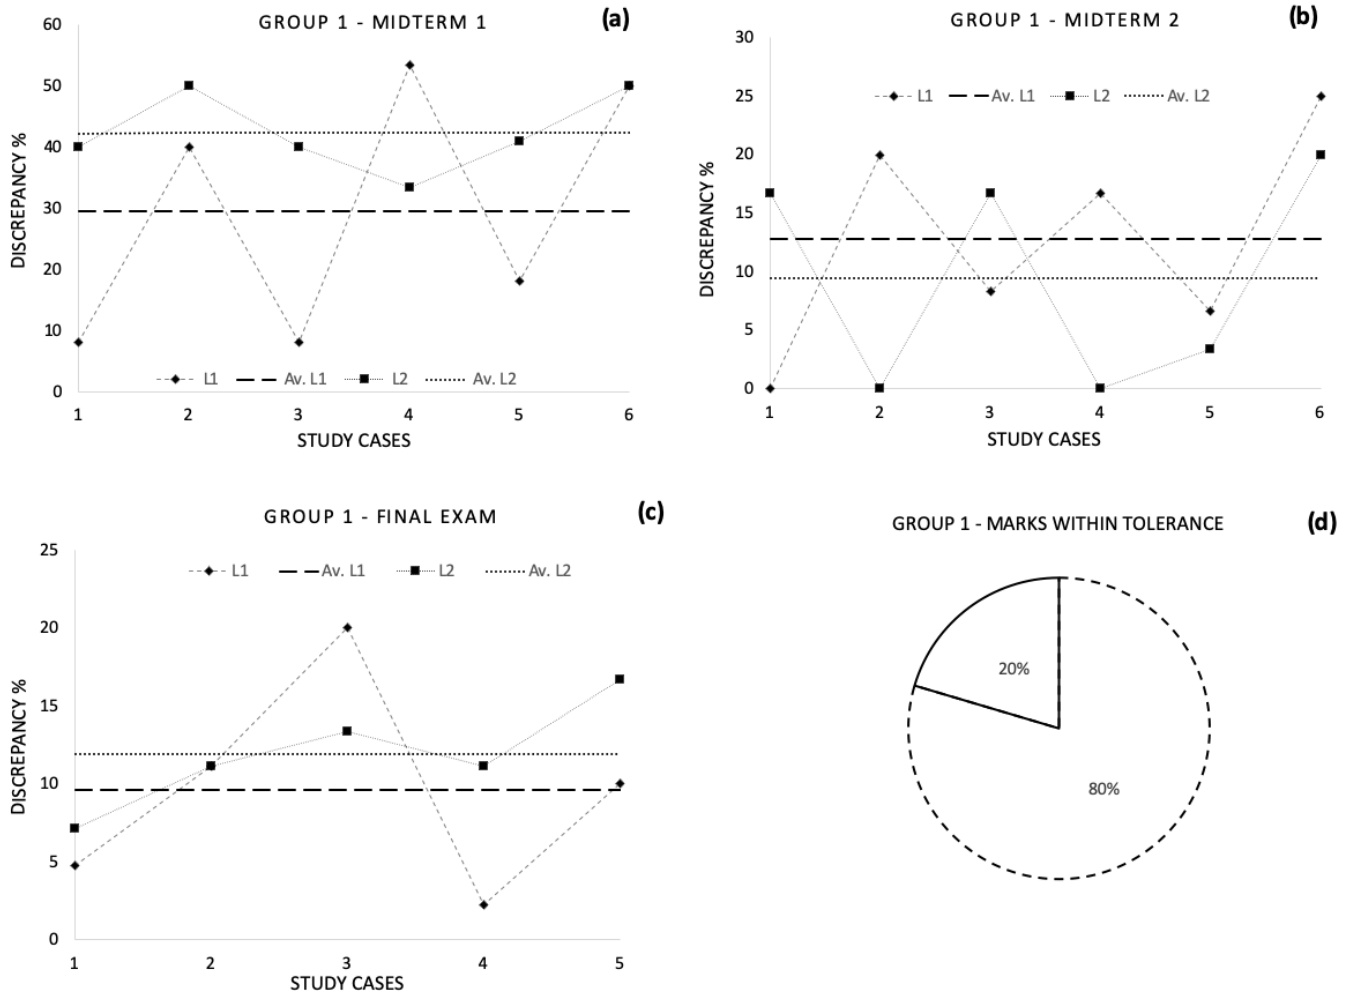 GROUP 1 - MIDTERM 1
(a)
60
50
40
30
20
10
0
DISCREPANCY %
L1 Av. L1 L2 Av. L2
1 2 3 4 5 6
STUDY CASES
GROUP 1 - MIDTERM 2
(b)
30
25
20
15
10
5
0
DISCREPANCY %
L1 Av. L1 L2 Av. L2
1 2 3 4 5 6
STUDY CASES
GROUP 1 - FINAL EXAM
(c)
25
20
15
10
5
0
DISCREPANCY %
L1 Av. L1 L2 Av. L2
1 2 3 4 5
STUDY CASES
GROUP 1 - MARKS WITHIN TOLERANCE
(d)
20%
80%